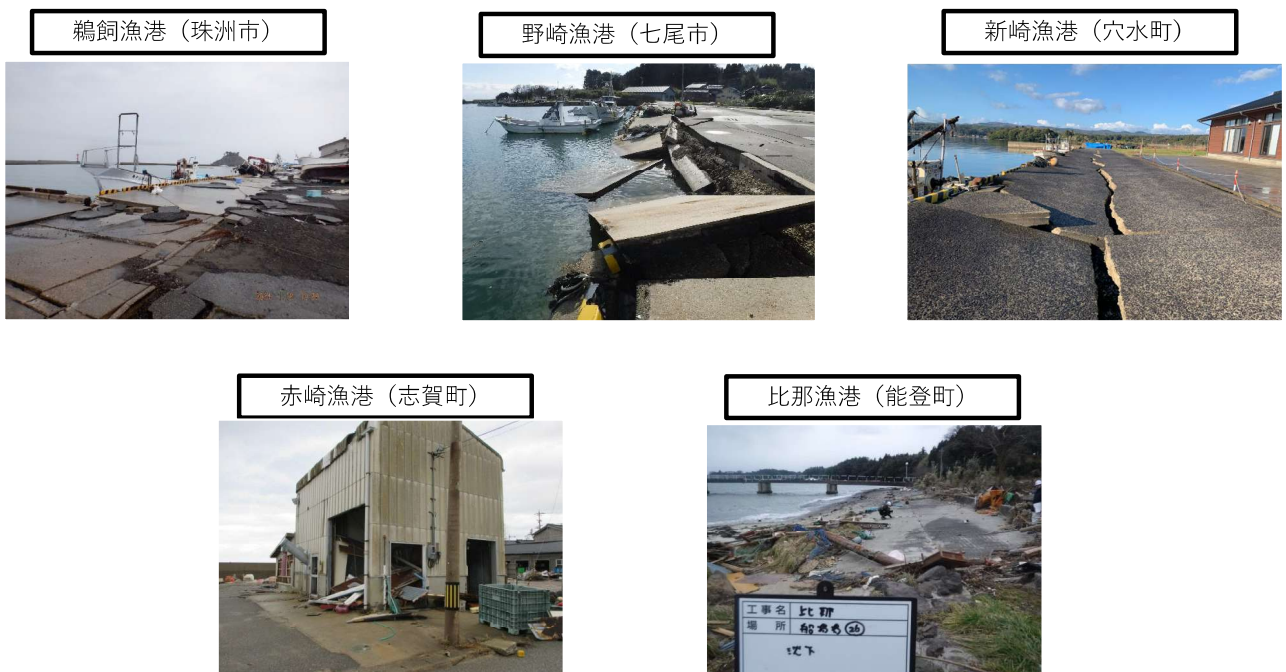 鵜飼漁港（珠洲市）
野崎漁港（七尾市）
新崎漁港（穴水町）
赤崎漁港（志賀町）
比那漁港（能登町）
工事名 比那
場所
沈下